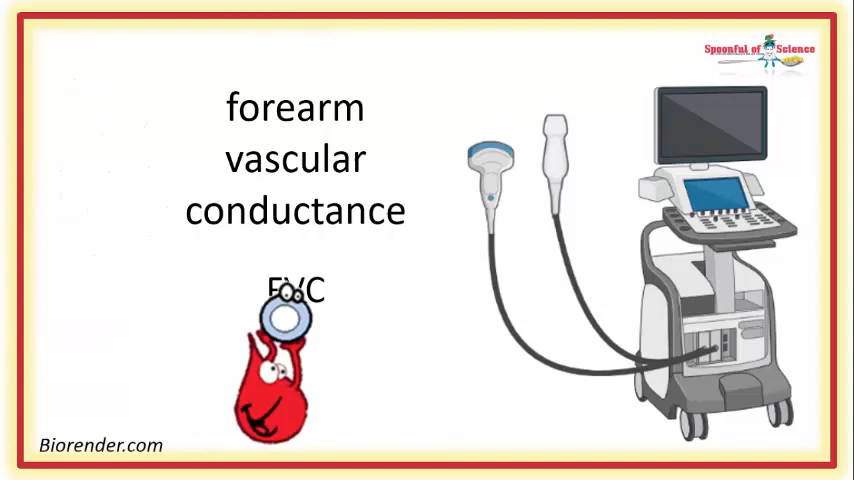 Spoonful of Science
forearm
vascular
conductance
FVC
Biorender.com